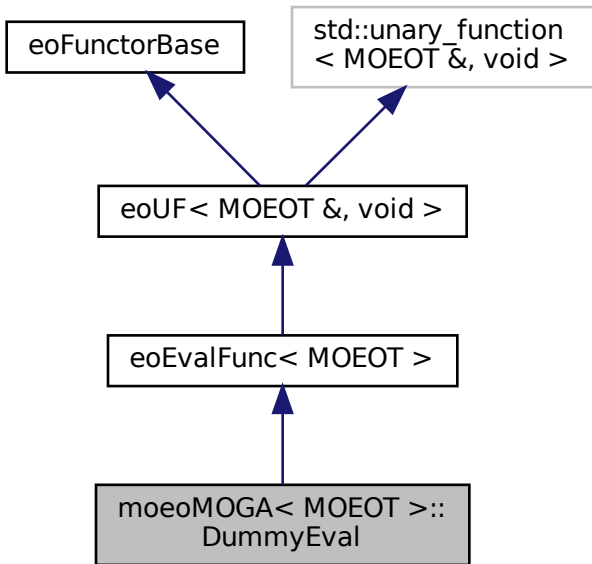 eoFunctorBase
std::unary_function
< MOEOT &, void >
eoUF< MOEOT &, void >
eoEvalFunc< MOEOT >
moeoMOGA< MOEOT >::
DummyEval